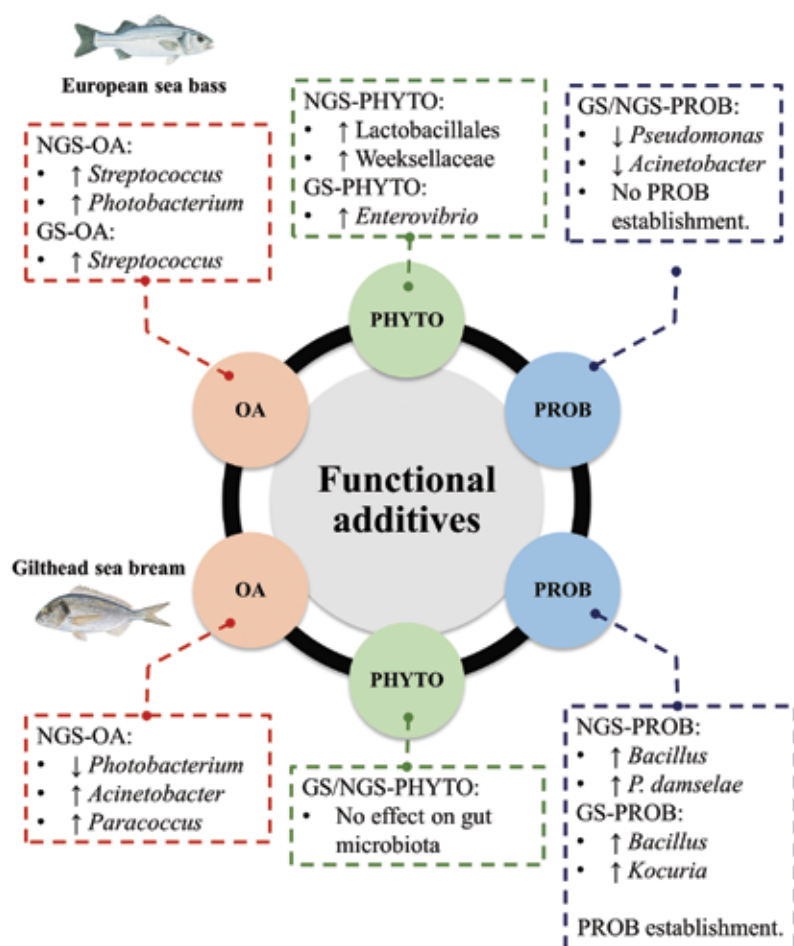 European sea bass
NGS-OA:
• ↑ Streptococcus
• ↑ Photobacterium
GS-OA:
• ↑ Streptococcus
NGS-PHYTO:
• ↑ Lactobacillales
• ↑ Weeksellaceae
GS-PHYTO:
• ↑ Enterovibrio
GS/NGS-PROB:
• ↓ Pseudomonas
• ↓ Acinetobacter
• No PROB
establishment.
PHYTO
OA
PROB
Functional
additives
Gilthead sea bream
OA
PROB
PHYTO
NGS-OA:
• ↓ Photobacterium
• ↑ Acinetobacter
• ↑ Paracoccus
GS/NGS-PHYTO:
• No effect on gut
microbiota
NGS-PROB:
• ↑ Bacillus
• ↑ P. damselae
GS-PROB:
• ↑ Bacillus
• ↑ Kocuria
PROB establishment.